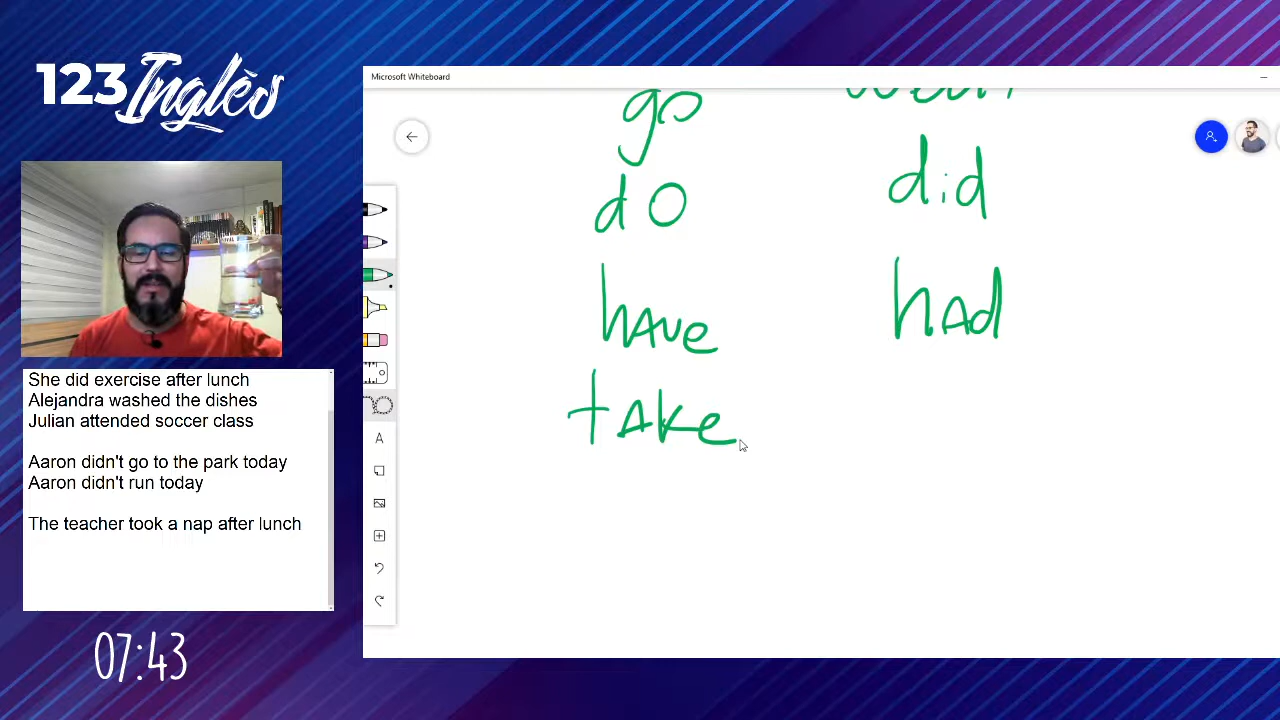 123 Inglès
Microsoft Whiteboard
go
do did
have had
take
She did exercise after lunch
Alejandra washed the dishes
Julian attended soccer class
Aaron didn't go to the park today
Aaron didn't run today
The teacher took a nap after lunch
07:43
A